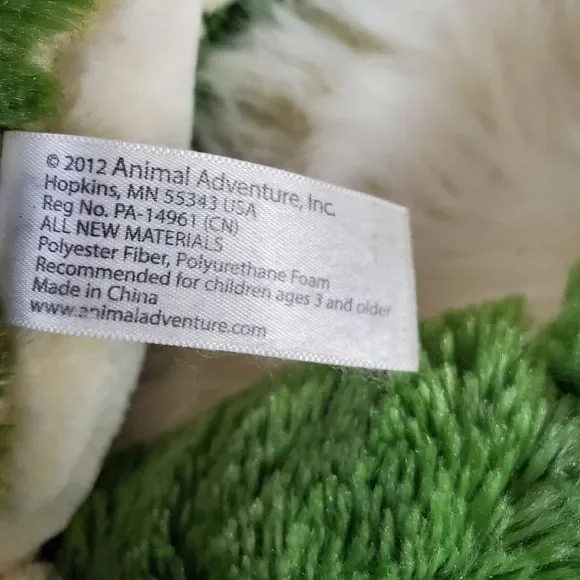 © 2012 Animal Adventure, Inc.
Hopkins, MN 55343 USA
Reg No. PA-14961 (CN)
ALL NEW MATERIALS
Polyester Fiber, Polyurethane Foam
Recommended for children ages 3 and older
Made in China
www.animaladventure.com